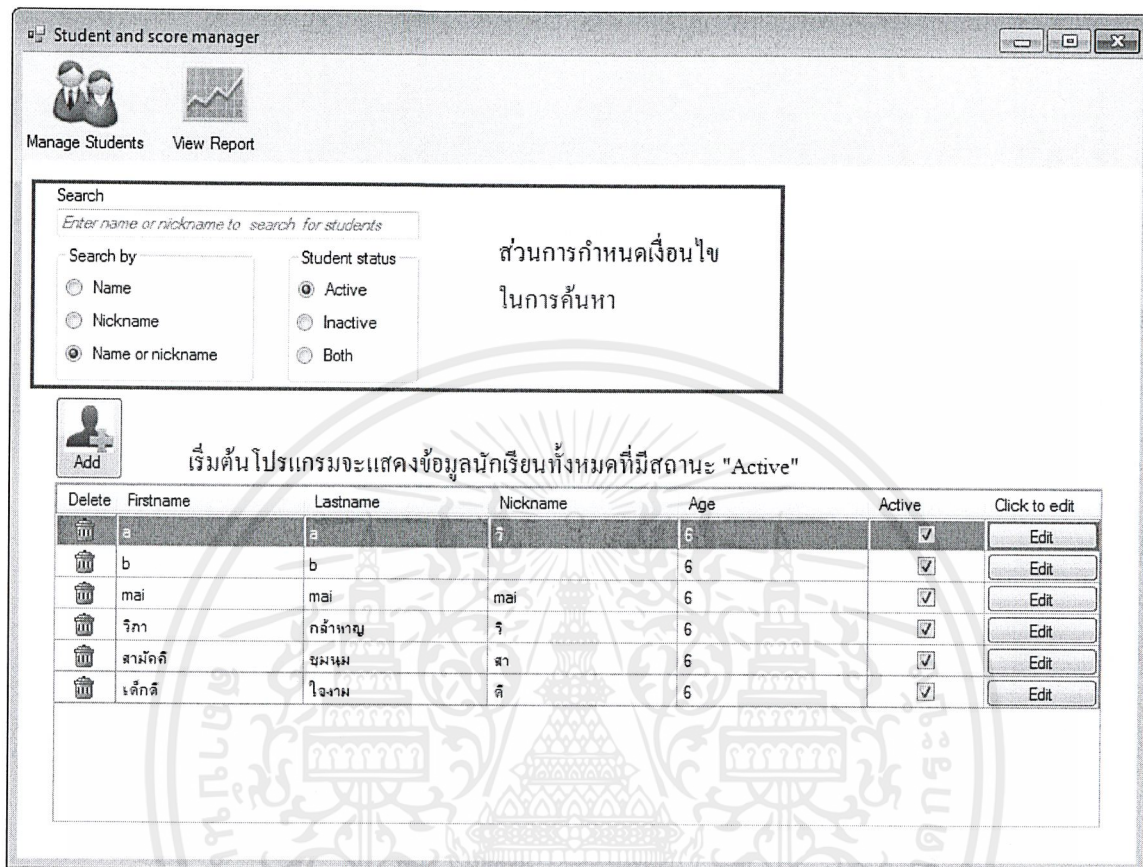 Student and score manager
Manage Students View Report
Search
Enter name or nickname to search for students
Search by Student status
Name Active
Nickname Inactive
Name or nickname Both
ส่วนการกำหนดเงื่อนไข
ในการค้นหา
Add
เริ่มต้นโปรแกรมจะแสดงข้อมูลนักเรียนทั้งหมดที่มีสถานะ "Active"
Delete Firstname Lastname Nickname Age Active Click to edit
a a วิ 6 Edit
b b 6 Edit
mai mai mai 6 Edit
วิภา กล้าหาญ วิ 6 Edit
สามัคคี ชุมนุม สา 6 Edit
เด็กดี ใจงาม ดี 6 Edit